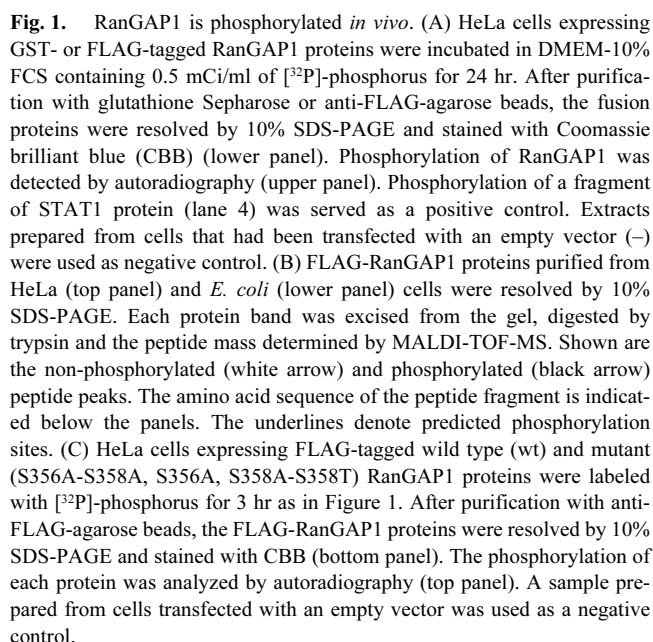 Fig. 1. RanGAP1 is phosphorylated in vivo. (A) HeLa cells expressing
GST- or FLAG-tagged RanGAP1 proteins were incubated in DMEM-10%
FCS containing 0.5 mCi/ml of [³²P]-phosphorus for 24 hr. After purifica-
tion with glutathione Sepharose or anti-FLAG-agarose beads, the fusion
proteins were resolved by 10% SDS-PAGE and stained with Coomassie
brilliant blue (CBB) (lower panel). Phosphorylation of RanGAP1 was
detected by autoradiography (upper panel). Phosphorylation of a fragment
of STAT1 protein (lane 4) was served as a positive control. Extracts
prepared from cells that had been transfected with an empty vector (–)
were used as negative control. (B) FLAG-RanGAP1 proteins purified from
HeLa (top panel) and E. coli (lower panel) cells were resolved by 10%
SDS-PAGE. Each protein band was excised from the gel, digested by
trypsin and the peptide mass determined by MALDI-TOF-MS. Shown are
the non-phosphorylated (white arrow) and phosphorylated (black arrow)
peptide peaks. The amino acid sequence of the peptide fragment is indicat-
ed below the panels. The underlines denote predicted phosphorylation
sites. (C) HeLa cells expressing FLAG-tagged wild type (wt) and mutant
(S356A-S358A, S356A, S358A-S358T) RanGAP1 proteins were labeled
with [³²P]-phosphorus for 3 hr as in Figure 1. After purification with anti-
FLAG-agarose beads, the FLAG-RanGAP1 proteins were resolved by 10%
SDS-PAGE and stained with CBB (bottom panel). The phosphorylation of
each protein was analyzed by autoradiography (top panel). A sample pre-
pared from cells transfected with an empty vector was used as a negative
control.